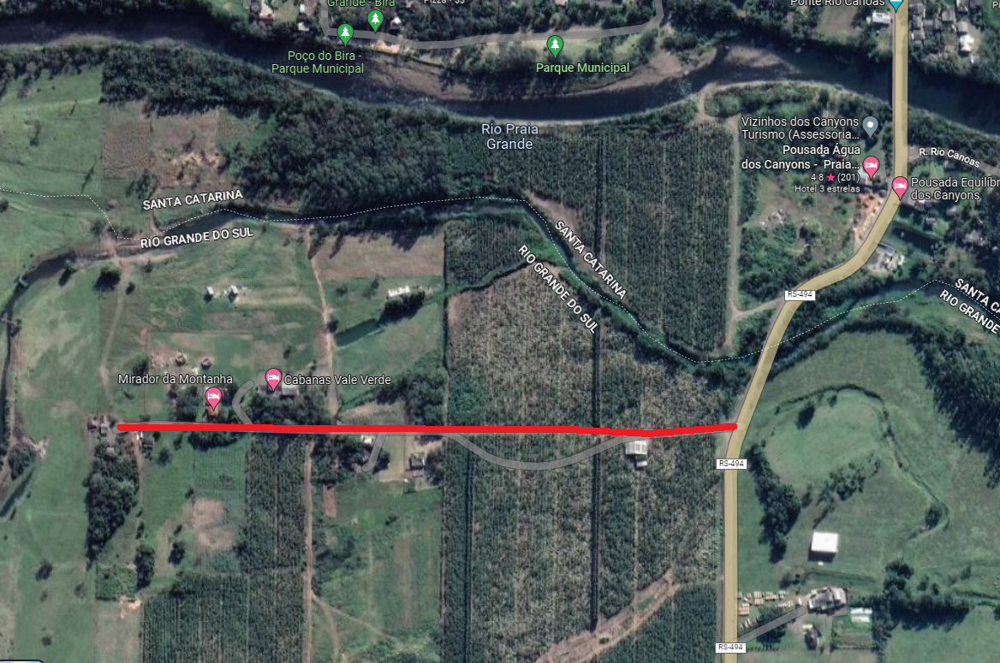 Grande - Bira
Pizza - $$
Ponte Rio Canoas
Poço do Bira -
Parque Municipal
Parque Municipal
Rio Praia
Grande
Vizinhos dos Canyons
Turismo (Assessoria...
Pousada Água
dos Canyons - Praia...
4.8 ★ (201)
Hotel 3 estrelas
R. Rio Canoas
Pousada Equilíbr
dos Canyons
SANTA CATARINA
RIO GRANDE DO SUL
SANTA CATARINA
RIO GRANDE DO SUL
RS-494
SANTA CA
RIO GRANDE
Mirador da Montanha
Cabanas Vale Verde
RS-494
RS-494